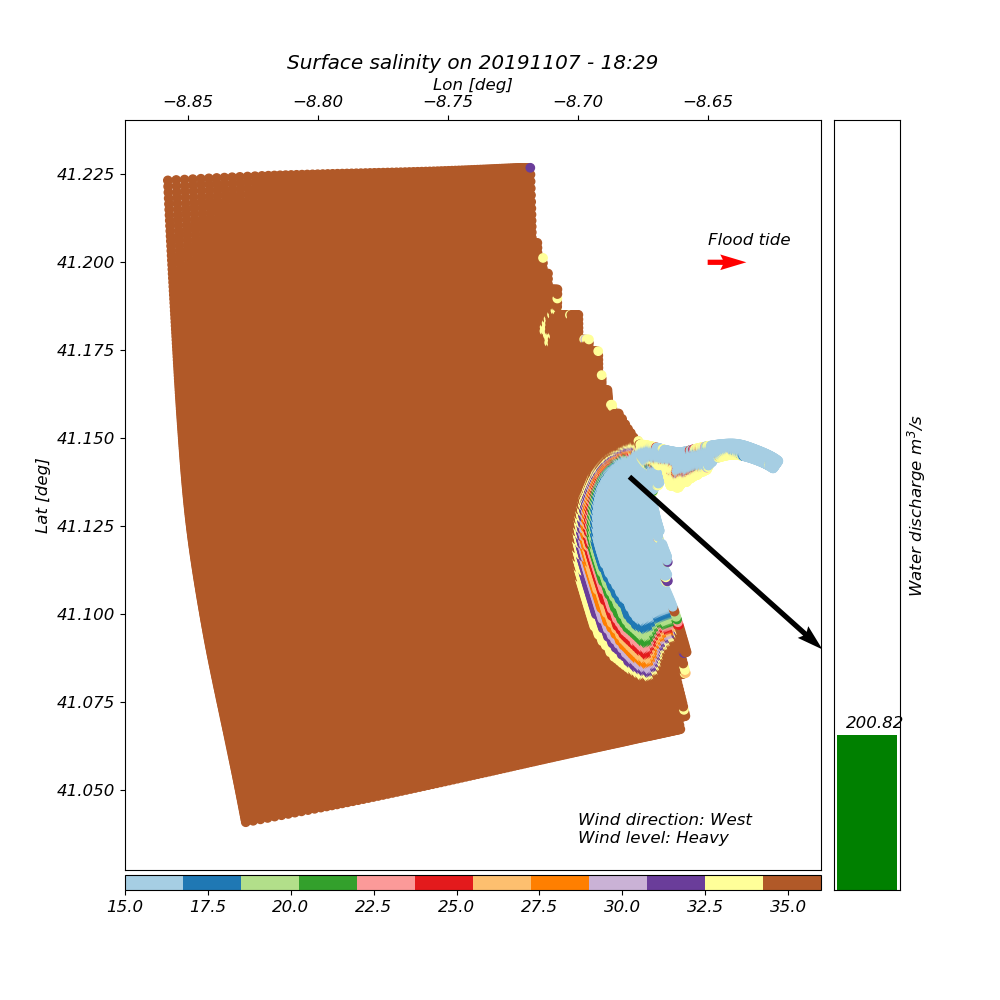 Surface salinity on 20191107 - 18:29
Lon [deg]
−8.85 −8.80 −8.75 −8.70 −8.65
41.225
41.200
41.175
41.150
41.125
41.100
41.075
41.050
Lat [deg]
Flood tide
Wind direction: West
Wind level: Heavy
200.82
Water discharge m³/s
15.0 17.5 20.0 22.5 25.0 27.5 30.0 32.5 35.0